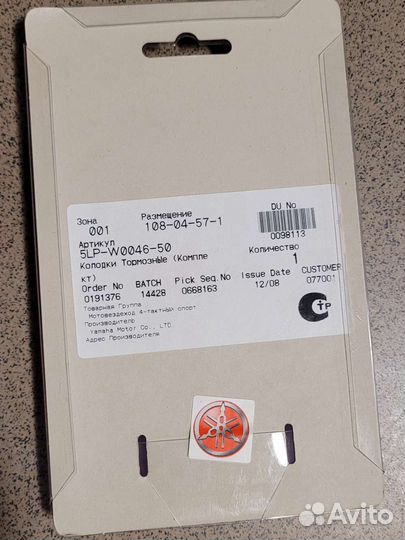 Зона
001
Размещение
108-04-57-1
DU No
0098113
Артикул
5LP-W0046-50
Колодки Тормозные (Компле
кт)
Количество
1
Order No BATCH Pick Seq.No Issue Date CUSTOMER
0191376 14428 0668163 12/08 077001
Товарная Группа
Мотовездеход 4-тактный спорт
Производитель
Yamaha Motor Co., LTD
Адрес Производителя
СТР
Avito